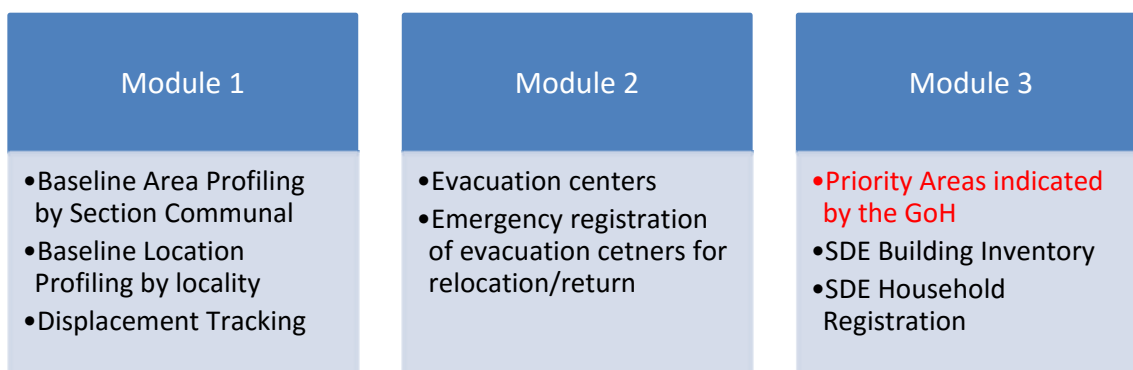 Module 1
•Baseline Area Profiling
by Section Communal
•Baseline Location
Profiling by locality
•Displacement Tracking
Module 2
•Evacuation centers
•Emergency registration
of evacuation cetners for
relocation/return
Module 3
•Priority Areas indicated
by the GoH
•SDE Building Inventory
•SDE Household
Registration